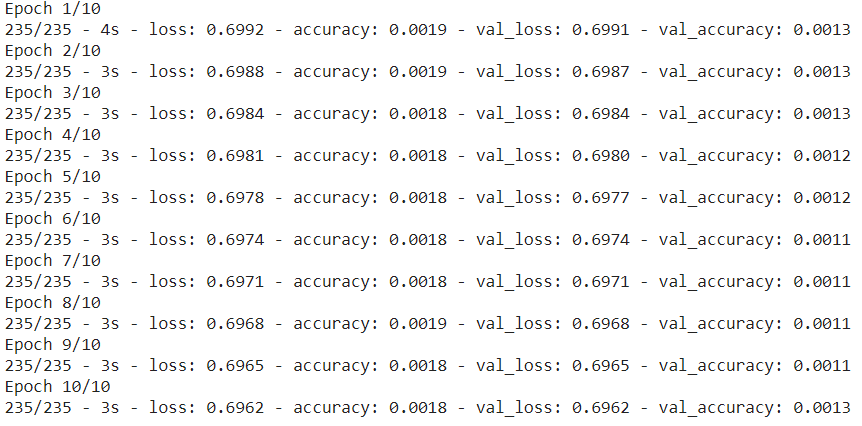 Epoch 1/10
235/235 - 4s - loss: 0.6992 - accuracy: 0.0019 - val_loss: 0.6991 - val_accuracy: 0.0013
Epoch 2/10
235/235 - 3s - loss: 0.6988 - accuracy: 0.0019 - val_loss: 0.6987 - val_accuracy: 0.0013
Epoch 3/10
235/235 - 3s - loss: 0.6984 - accuracy: 0.0018 - val_loss: 0.6984 - val_accuracy: 0.0013
Epoch 4/10
235/235 - 3s - loss: 0.6981 - accuracy: 0.0018 - val_loss: 0.6980 - val_accuracy: 0.0012
Epoch 5/10
235/235 - 3s - loss: 0.6978 - accuracy: 0.0018 - val_loss: 0.6977 - val_accuracy: 0.0012
Epoch 6/10
235/235 - 3s - loss: 0.6974 - accuracy: 0.0018 - val_loss: 0.6974 - val_accuracy: 0.0011
Epoch 7/10
235/235 - 3s - loss: 0.6971 - accuracy: 0.0018 - val_loss: 0.6971 - val_accuracy: 0.0011
Epoch 8/10
235/235 - 3s - loss: 0.6968 - accuracy: 0.0019 - val_loss: 0.6968 - val_accuracy: 0.0011
Epoch 9/10
235/235 - 3s - loss: 0.6965 - accuracy: 0.0018 - val_loss: 0.6965 - val_accuracy: 0.0011
Epoch 10/10
235/235 - 3s - loss: 0.6962 - accuracy: 0.0018 - val_loss: 0.6962 - val_accuracy: 0.0013